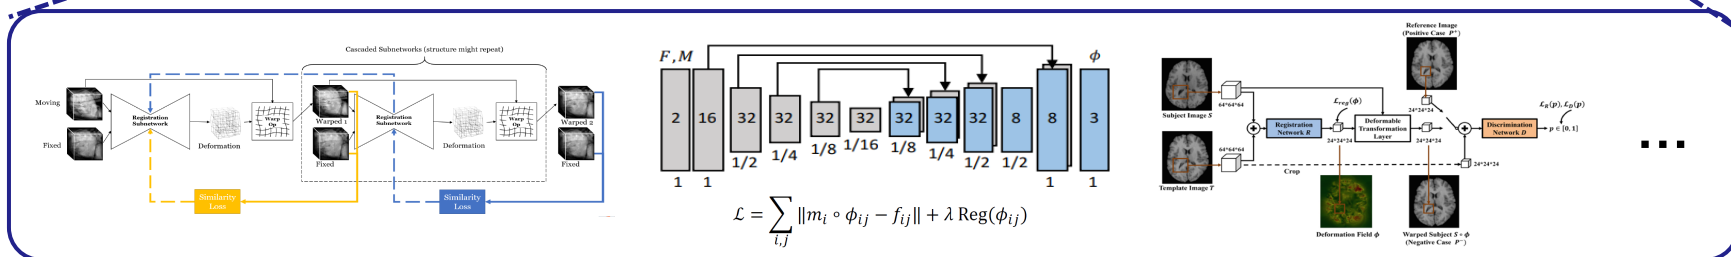 Cascaded Subnetworks (structure might repeat)
Moving
Fixed
Registration
Subnetwork
Deformation
Warp
Op
Warped 1
Fixed
Registration
Subnetwork
Deformation
Warp
Op
Warped 2
Fixed
Similarity
Loss
Similarity
Loss
F, M
ϕ
2 16 32 32 32 32 32 32 32 8 8 3
1 1 1/2 1/4 1/8 1/16 1/8 1/4 1/2 1/2 1 1
ℒ = ∑ ‖m_i ∘ ϕ_ij − f_ij‖ + λ Reg(ϕ_ij)
i,j
Reference Image
(Positive Case P⁺)
Subject Image S
64*64*64
Template Image T
64*64*64
Registration
Network R
ℒ_reg(ϕ)
24*24*24
Deformable
Transformation
Layer
24*24*24
24*24*24
24*24*24
Discrimination
Network D
ℒ_R(p), ℒ_D(p)
p ∈ [0, 1]
Crop
Deformation Field ϕ
Warped Subject S∘ϕ
(Negative Case P⁻)
...